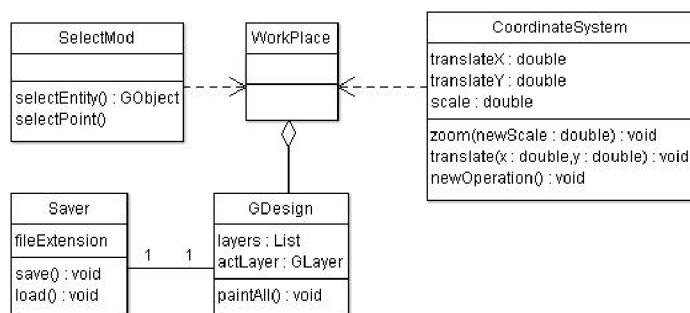 SelectMod
selectEntity() : GObject
selectPoint()
WorkPlace
CoordinateSystem
translateX : double
translateY : double
scale : double
zoom(newScale : double) : void
translate(x : double,y : double) : void
newOperation() : void
Saver
fileExtension
save() : void
load() : void
1
1
GDesign
layers : List
actLayer : GLayer
paintAll() : void